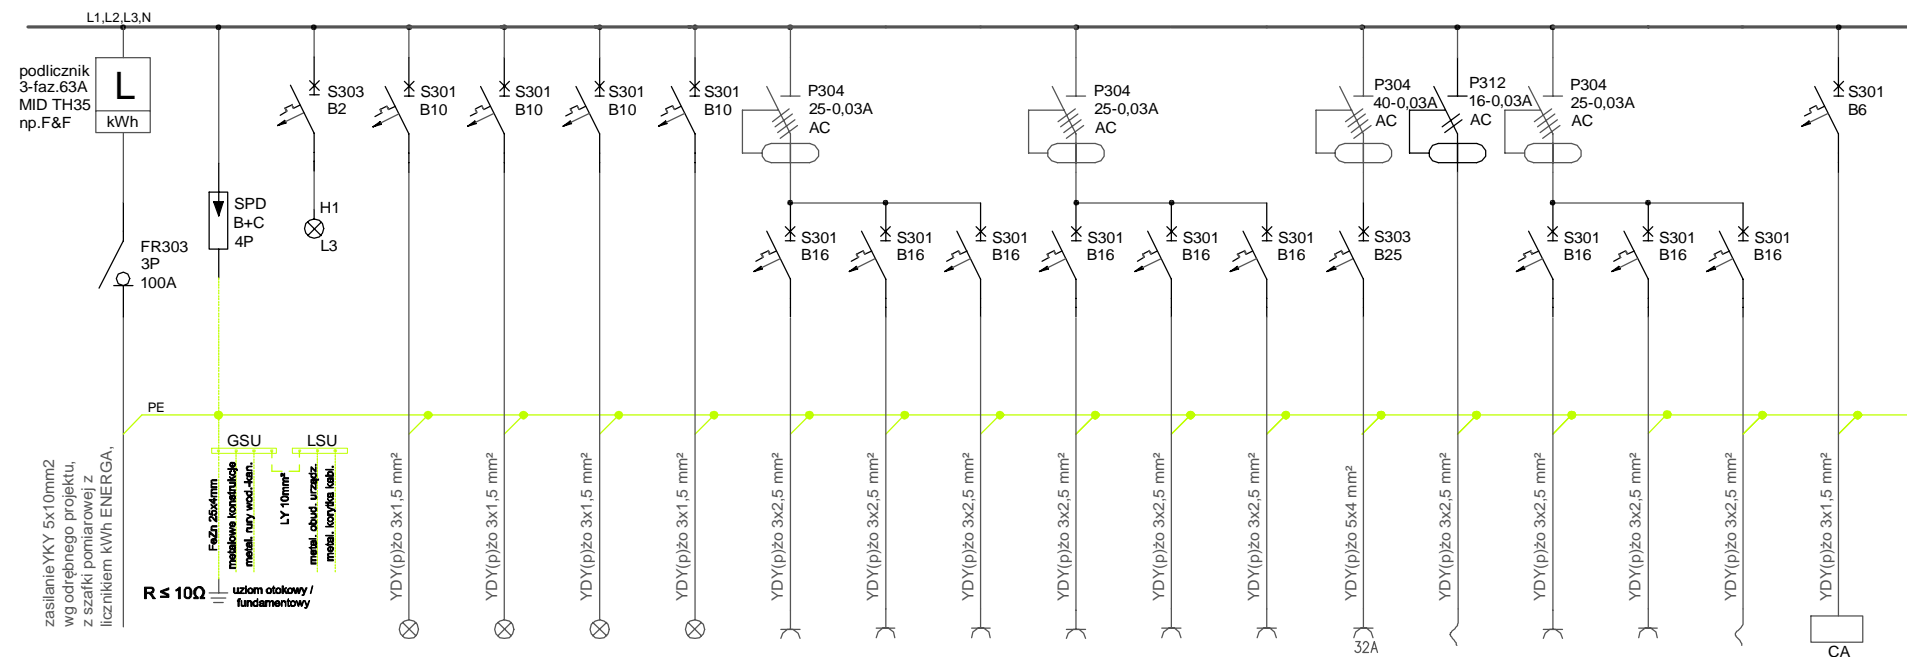 L1,L2,L3,N
podlicznik
3-faz.63A
MID TH35
np.F&F
L
kWh
FR303
3P
100A
SPD
B+C
4P
S303
B2
H1
L3
S301
B10
S301
B10
S301
B10
S301
B10
P304
25-0,03A
AC
P304
25-0,03A
AC
P304
40-0,03A
AC
P312
16-0,03A
AC
P304
25-0,03A
AC
S301
B6
S301
B16
S301
B16
S301
B16
S301
B16
S301
B16
S301
B16
S303
B25
S301
B16
S301
B16
S301
B16
PE
GSU
LSU
zasilanieYKY 5x10mm2
wg odrębnego projektu,
z szafki pomiarowej z
licznikiem kWh ENERGA,
FeZn 25x4mm
metalowe konstrukcje
metal. rury wod.-kan.
LY 10mm²
metal. obud. urządz.
metal. korytka kabl.
R ≤ 10Ω
uziom otokowy /
fundamentowy
YDY(p)żo 3x1,5 mm²
YDY(p)żo 3x1,5 mm²
YDY(p)żo 3x1,5 mm²
YDY(p)żo 3x1,5 mm²
YDY(p)żo 3x2,5 mm²
YDY(p)żo 3x2,5 mm²
YDY(p)żo 3x2,5 mm²
YDY(p)żo 3x2,5 mm²
YDY(p)żo 3x2,5 mm²
YDY(p)żo 3x2,5 mm²
YDY(p)żo 5x4 mm²
YDY(p)żo 3x2,5 mm²
YDY(p)żo 3x2,5 mm²
YDY(p)żo 3x2,5 mm²
YDY(p)żo 3x2,5 mm²
YDY(p)żo 3x1,5 mm²
32A
CA